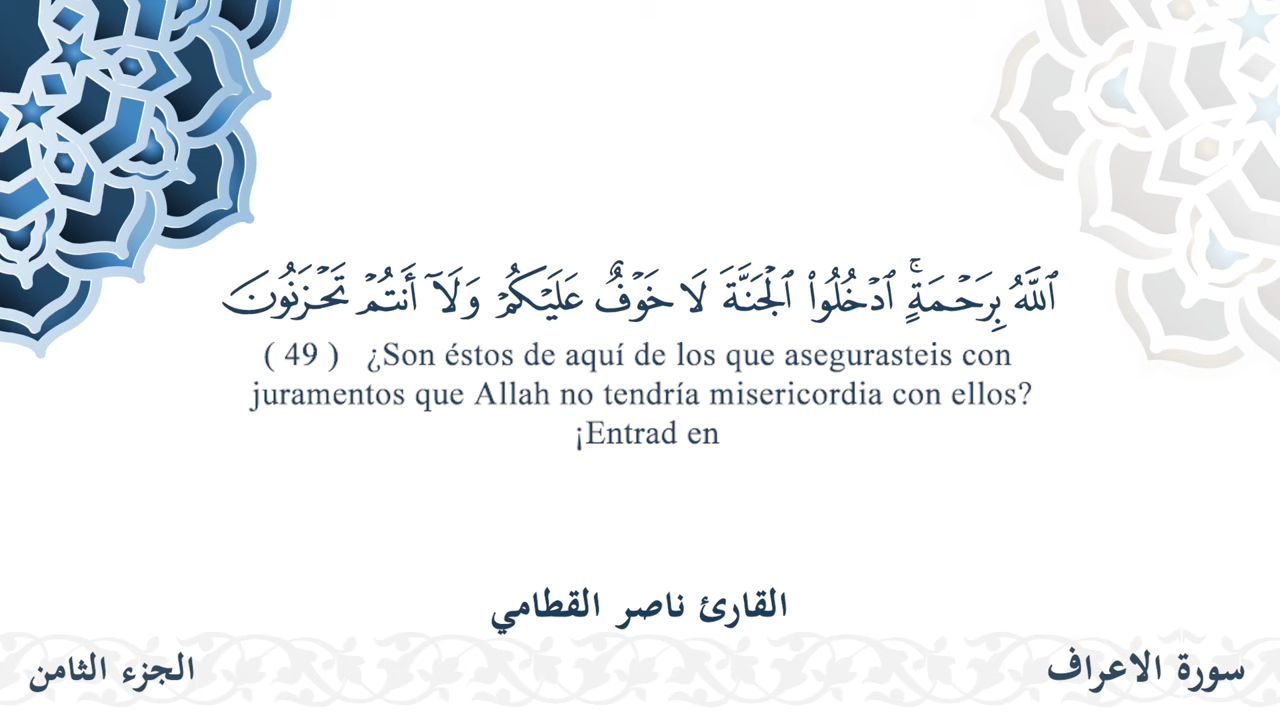 ٱللَّهُ بِرَحْمَةٍۚ ٱدْخُلُوا۟ ٱلْجَنَّةَ لَا خَوْفٌ عَلَيْكُمْ وَلَآ أَنتُمْ تَحْزَنُونَ
( 49 ) ¿Son éstos de aquí de los que asegurasteis con
juramentos que Allah no tendría misericordia con ellos?
¡Entrad en
القارئ ناصر القطامي
سورة الاعراف
الجزء الثامن